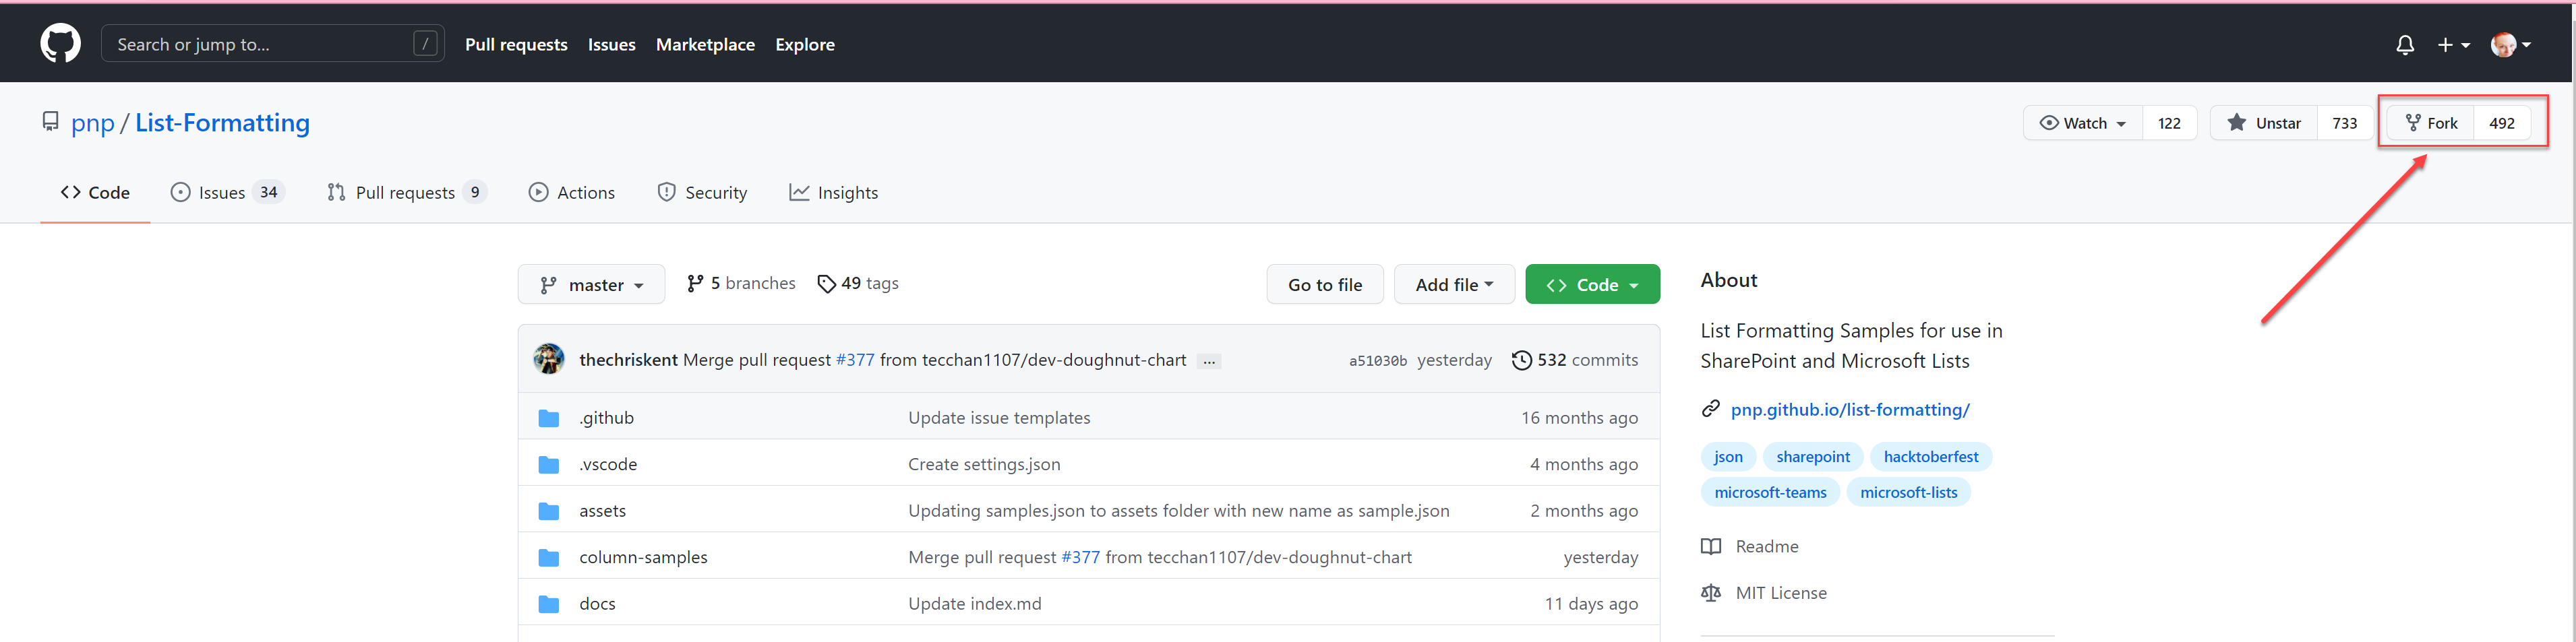 Search or jump to... /
Pull requests Issues Marketplace Explore
pnp / List-Formatting
Watch 122 Unstar 733 Fork 492
Code Issues 34 Pull requests 9 Actions Security Insights
master 5 branches 49 tags Go to file Add file Code
thechriskent Merge pull request #377 from tecchan1107/dev-doughnut-chart ... a51030b yesterday 532 commits
.github Update issue templates 16 months ago
.vscode Create settings.json 4 months ago
assets Updating samples.json to assets folder with new name as sample.json 2 months ago
column-samples Merge pull request #377 from tecchan1107/dev-doughnut-chart yesterday
docs Update index.md 11 days ago
About
List Formatting Samples for use in
SharePoint and Microsoft Lists
pnp.github.io/list-formatting/
json sharepoint hacktoberfest
microsoft-teams microsoft-lists
Readme
MIT License